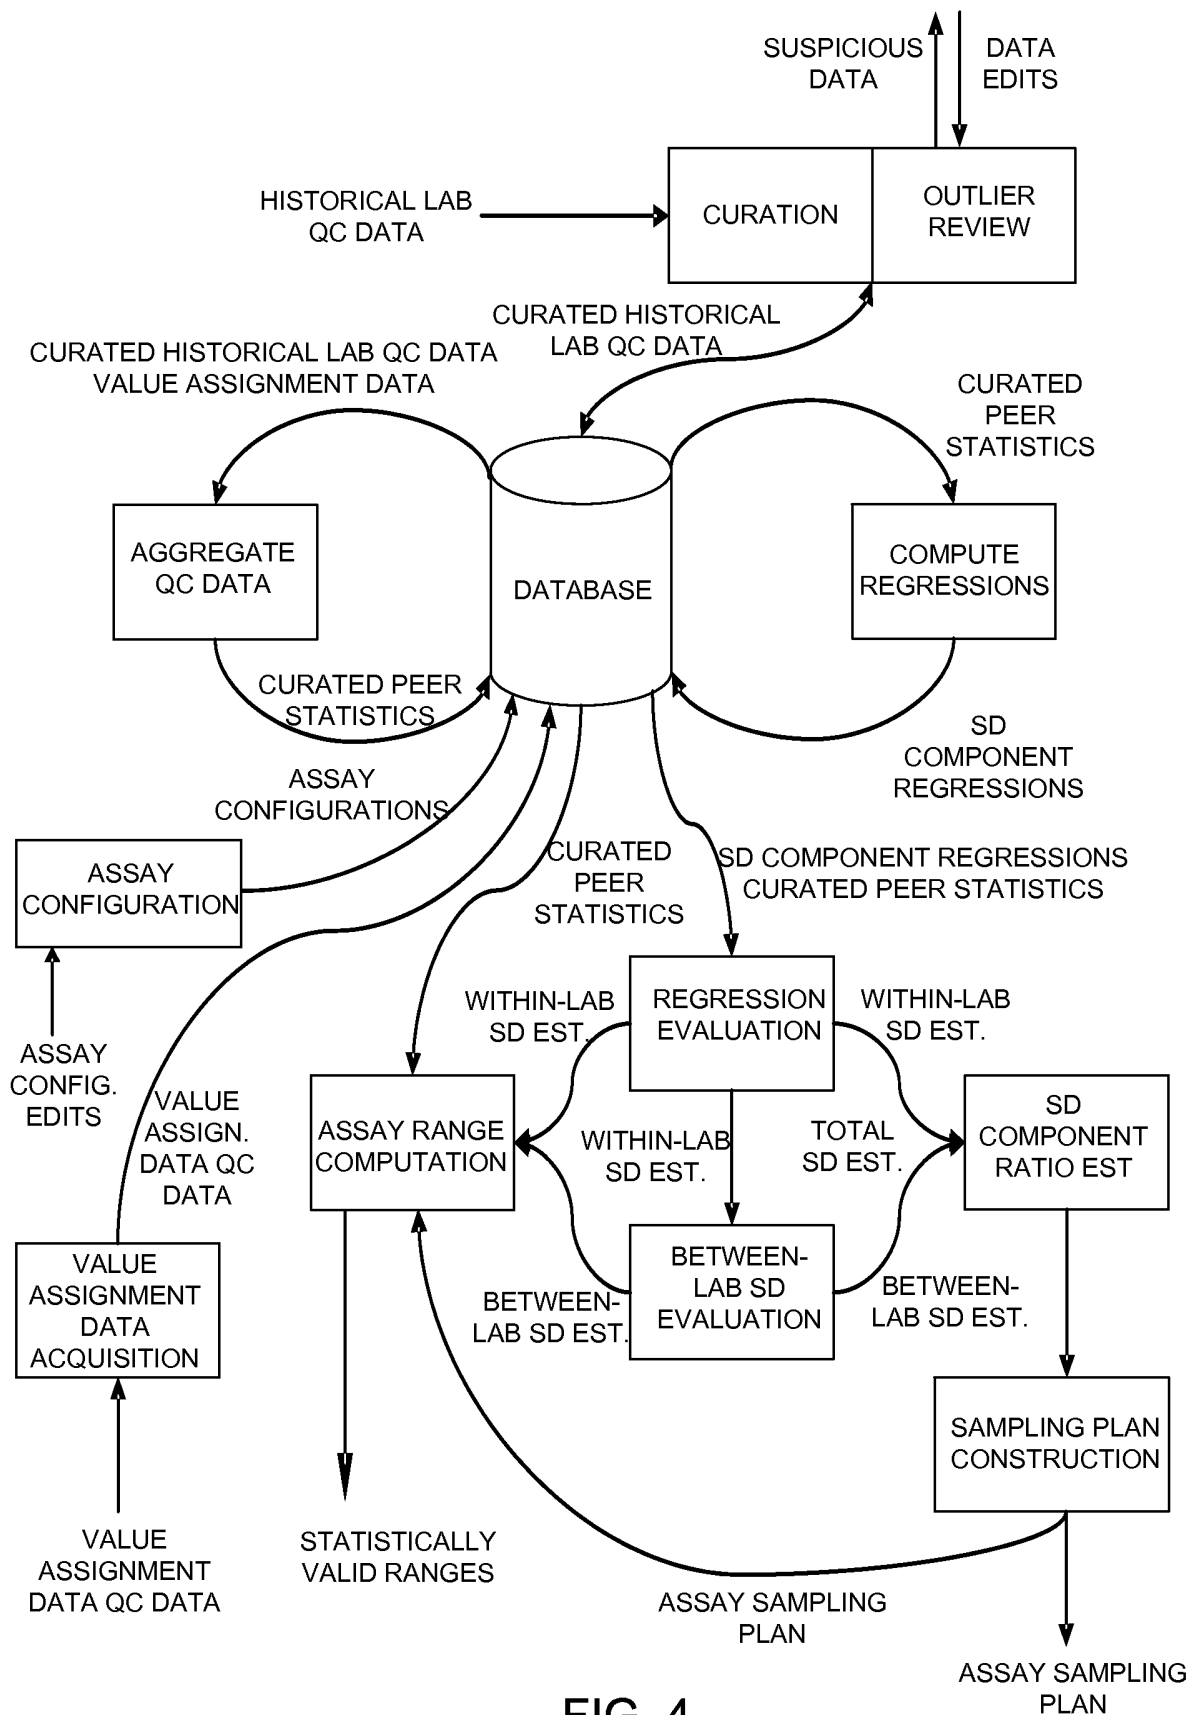 SUSPICIOUS
DATA
DATA
EDITS
HISTORICAL LAB
QC DATA
CURATION
OUTLIER
REVIEW
CURATED HISTORICAL
LAB QC DATA
CURATED HISTORICAL LAB QC DATA
VALUE ASSIGNMENT DATA
CURATED
PEER
STATISTICS
AGGREGATE
QC DATA
DATABASE
COMPUTE
REGRESSIONS
CURATED PEER
STATISTICS
SD
COMPONENT
REGRESSIONS
ASSAY
CONFIGURATIONS
ASSAY
CONFIGURATION
CURATED
PEER
STATISTICS
SD COMPONENT REGRESSIONS
CURATED PEER STATISTICS
ASSAY
CONFIG.
EDITS
WITHIN-LAB
SD EST.
REGRESSION
EVALUATION
WITHIN-LAB
SD EST.
VALUE
ASSIGN.
DATA QC
DATA
ASSAY RANGE
COMPUTATION
WITHIN-LAB
SD EST.
TOTAL
SD EST.
SD
COMPONENT
RATIO EST
VALUE
ASSIGNMENT
DATA
ACQUISITION
BETWEEN-
LAB SD EST.
BETWEEN-
LAB SD
EVALUATION
BETWEEN-
LAB SD EST.
SAMPLING PLAN
CONSTRUCTION
VALUE
ASSIGNMENT
DATA QC DATA
STATISTICALLY
VALID RANGES
ASSAY SAMPLING
PLAN
ASSAY SAMPLING
PLAN
FIG. 4